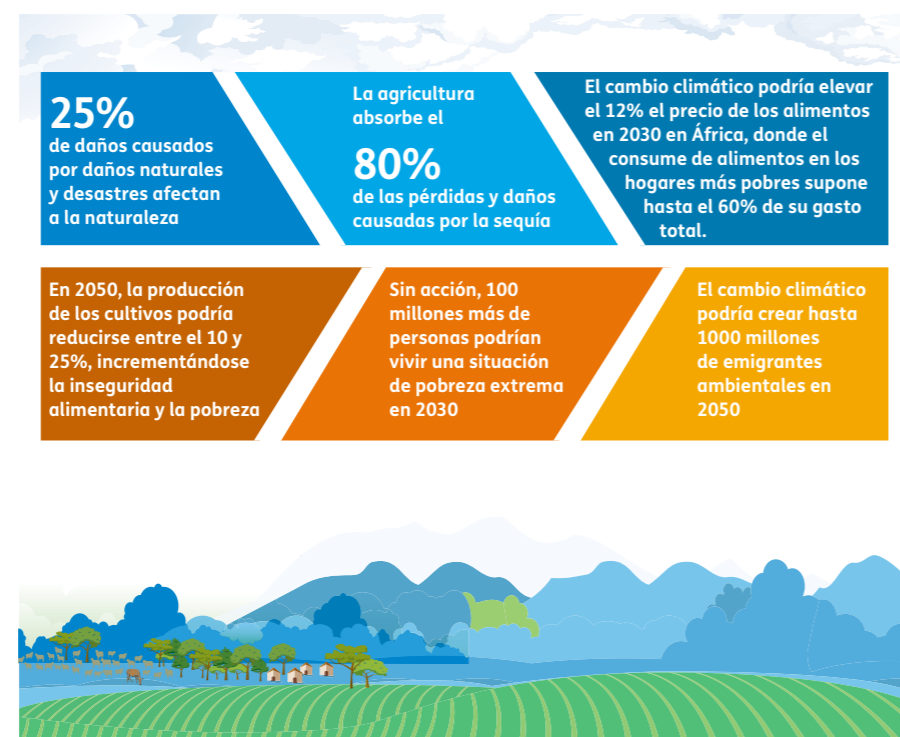 25%
de daños causados
por daños naturales
y desastres afectan
a la naturaleza
La agricultura
absorbe el
80%
de las pérdidas y daños
causadas por la sequía
El cambio climático podría elevar
el 12% el precio de los alimentos
en 2030 en África, donde el
consume de alimentos en los
hogares más pobres supone
hasta el 60% de su gasto
total.
En 2050, la producción
de los cultivos podría
reducirse entre el 10 y
25%, incrementándose
la inseguridad
alimentaria y la pobreza
Sin acción, 100
millones más de
personas podrían
vivir una situación
de pobreza extrema
en 2030
El cambio climático
podría crear hasta
1000 millones
de emigrantes
ambientales en
2050